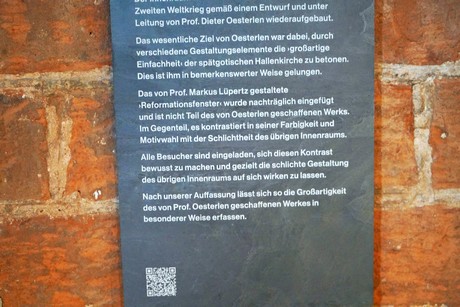 Zweiten Weltkrieg gemäß einem Entwurf und unter
Leitung von Prof. Dieter Oesterlen wiederaufgebaut.
Das wesentliche Ziel von Oesterlen war dabei, durch
verschiedene Gestaltungselemente die ›großartige
Einfachheit‹ der spätgotischen Hallenkirche zu betonen.
Dies ist ihm in bemerkenswerter Weise gelungen.
Das von Prof. Markus Lüpertz gestaltete
›Reformationsfenster‹ wurde nachträglich eingefügt
und ist nicht Teil des von Oesterlen geschaffenen Werks.
Im Gegenteil, es kontrastiert in seiner Farbigkeit und
Motivwahl mit der Schlichtheit des übrigen Innenraums.
Alle Besucher sind eingeladen, sich diesen Kontrast
bewusst zu machen und gezielt die schlichte Gestaltung
des übrigen Innenraums auf sich wirken zu lassen.
Nach unserer Auffassung lässt sich so die Großartigkeit
des von Prof. Oesterlen geschaffenen Werkes in
besonderer Weise erfassen.